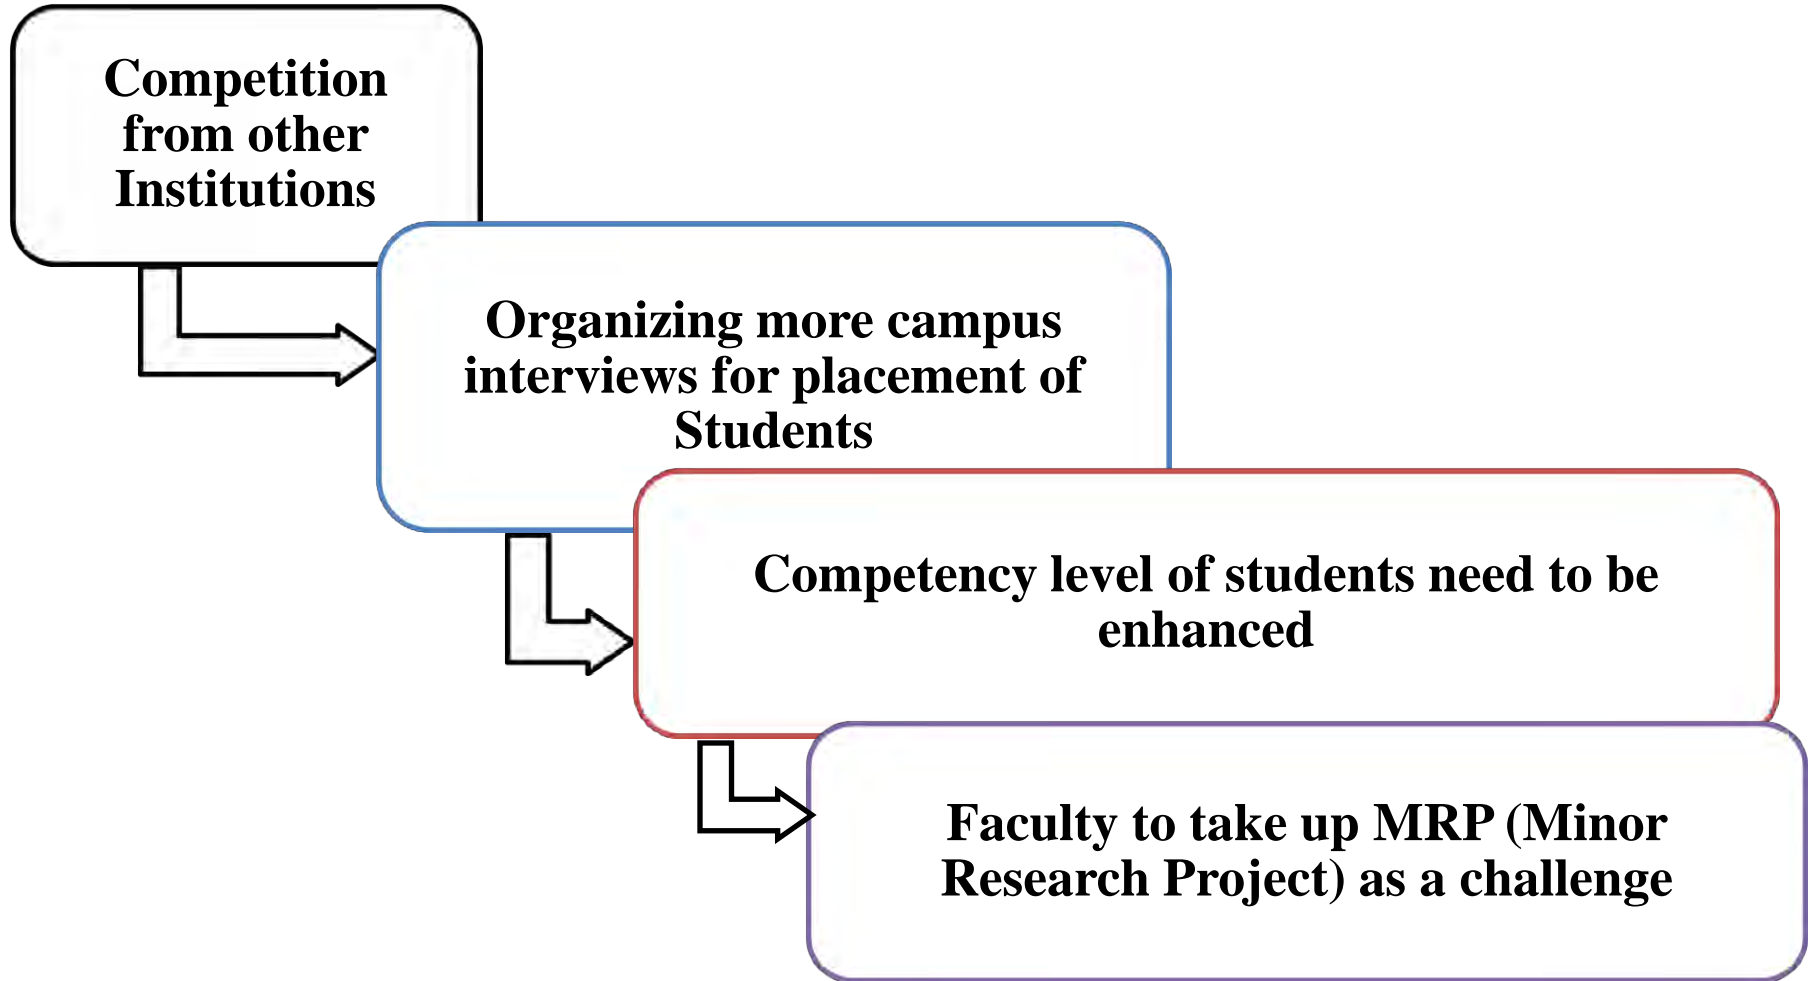 Competition
from other
Institutions
Organizing more campus
interviews for placement of
Students
Competency level of students need to be
enhanced
Faculty to take up MRP (Minor
Research Project) as a challenge